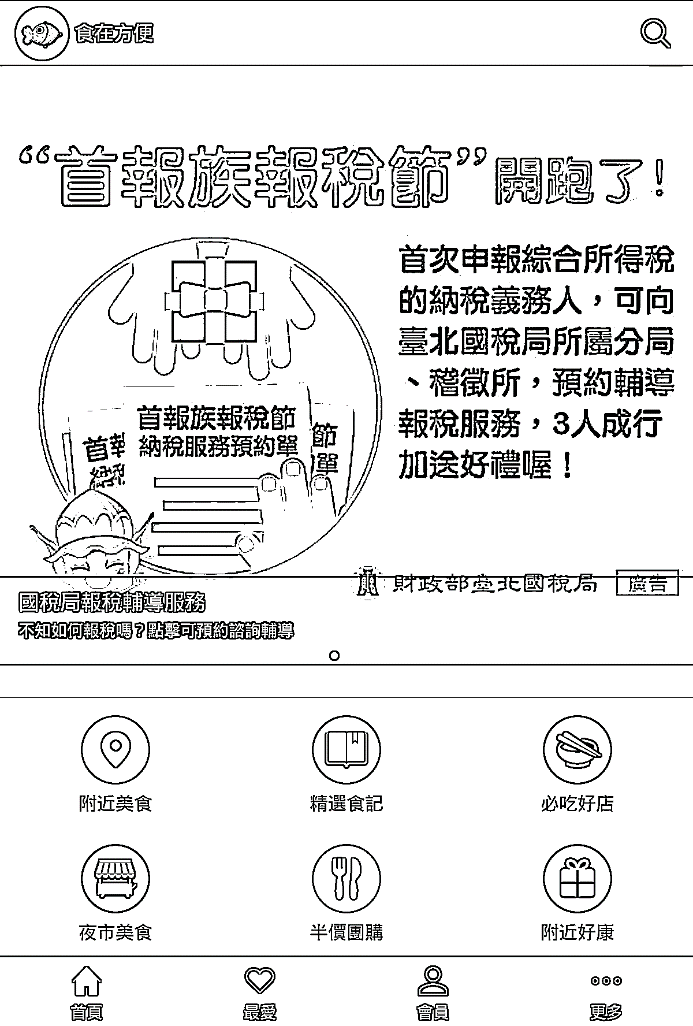 食在方便
“首報族報稅節”開跑了!
首次申報綜合所得稅
的納稅義務人，可向
臺北國稅局所屬分局
、稽徵所，預約輔導
報稅服務，3人成行
加送好禮喔！
首報族報稅節
納稅服務預約單
首報
納稅
節
單
財政部臺北國稅局 廣告
國稅局報稅輔導服務
不知如何報稅嗎？點擊可預約諮詢輔導
附近美食 精選食記 必吃好店
夜市美食 半價團購 附近好康
首頁 最愛 會員 更多